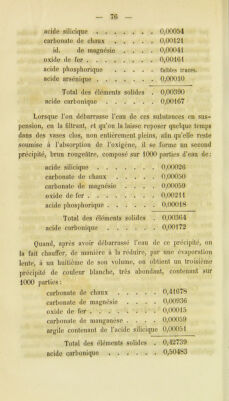 — 76 —
acide silicique . . . . . . . 0,00054
carbonate de chaux . . . . . 0,00121
id. de magnésie . . . . 0,00041
oxide de fer . . . . . . . . 0,00164
acide phosphorique . . . . . faibles traces.
acide arsénique . . . . . . . 0,00010
Total des éléments solides . 0,00390
acide carbonique . . . . . . 0,00167
Lorsque l'on débarrasse l'eau de ces substances en sus-
pension, en la filtrant, et qu'on laisse reposer quelque temps
dans des vases clos, non entièrement pleins, afin qu'elle reste
soumise à l'absorption de l'oxigène, il se forme un second
précipité, brun rougeâtre, composé sur 1000 parties d'eau de:
acide silicique . . . . . . . 0,00026
carbonate de chaux . . . . . 0,00050
carbonate de magnésie . . . . 0,00059
oxide de fer . . . . . . . . 0,00211
acide phosphorique . . . . . 0,00018
Total des éléments solides . 0,00364
acide carbonique . . . . . . 0,00172
Quand, après avoir débarrassé l'eau de ce précipité, on
la fait chauffer, de manière à la réduire, par une évaporation
lente, à un huitième de son volume, on obtient un troisième
précipité de couleur blanche, très abondant, contenant sur
1000 parties:
carbonate de chaux . . . . . 0,41678
carbonate de magnésie . . . . 0,00936
oxide de fer . . . . . . . . 0,00015
carbonate de manganèse . . . 0,00059
argile contenant de l'acide silicique 0,00051
Total des éléments solides . 0,42739
acide carbonique . . . . . . 0,50483